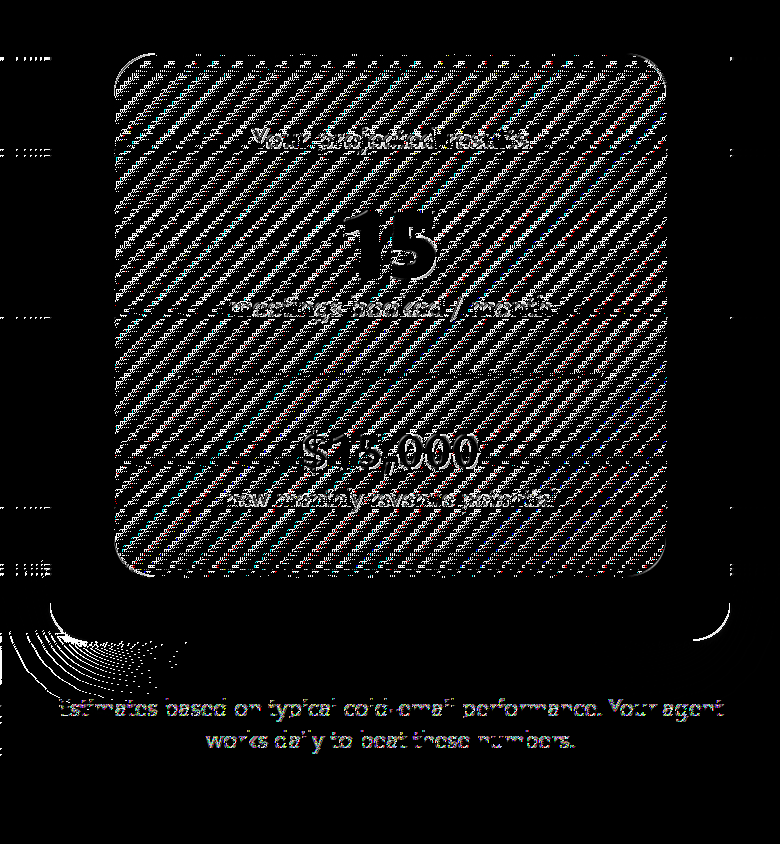 Your projected results
15
meetings booked / month
$15,000
new monthly revenue potential
Estimates based on typical cold-email performance. Your agent
works daily to beat these numbers.